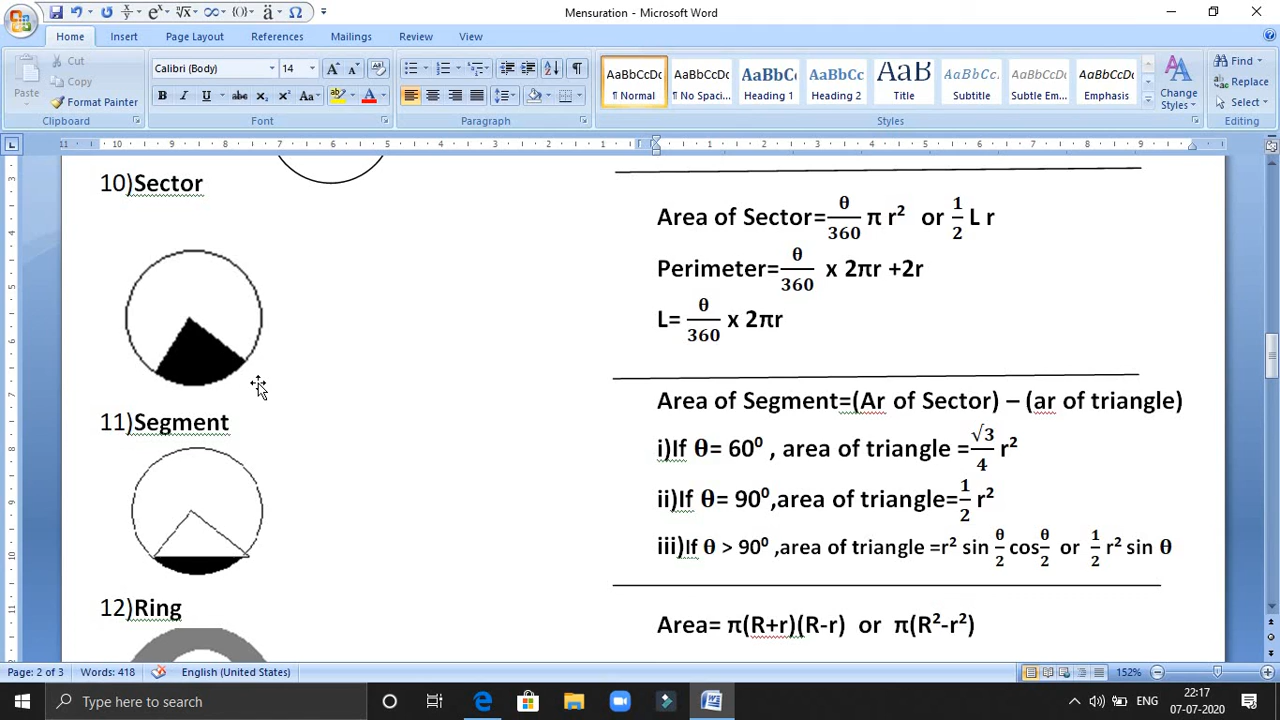 Mensuration - Microsoft Word
Home Insert Page Layout References Mailings Review View
Cut
Copy
Format Painter
Paste
Clipboard
Calibri (Body) 14
Font
Paragraph
AaBbCcDc AaBbCcDc AaBbCc AaBbCc AaB AaBbCc. AaBbCcDc AaBbCcDc
¶ Normal ¶ No Spaci... Heading 1 Heading 2 Title Subtitle Subtle Em... Emphasis
Change Styles
Styles
Find
Replace
Select
Editing
10)Sector
Area of Sector=θ/360 π r² or 1/2 L r
Perimeter=θ/360 x 2πr +2r
L= θ/360 x 2πr
11)Segment
Area of Segment=(Ar of Sector) – (ar of triangle)
i)If θ= 60⁰ , area of triangle =√3/4 r²
ii)If θ= 90⁰,area of triangle=1/2 r²
iii)If θ > 90⁰ ,area of triangle =r² sin θ/2 cosθ/2 or 1/2 r² sin θ
12)Ring
Area= π(R+r)(R-r) or π(R²-r²)
Page: 2 of 3 Words: 418 English (United States) 152%
Type here to search
ENG
22:17
07-07-2020